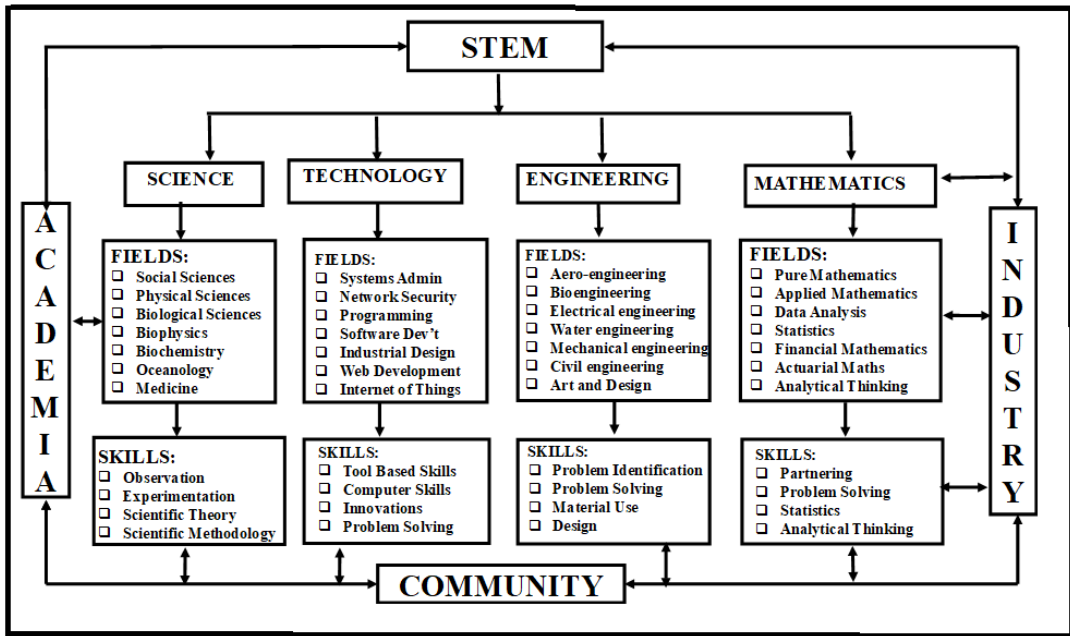 STEM
SCIENCE
TECHNOLOGY
ENGINEERING
MATHEMATICS
ACADEMIA
FIELDS:
❑ Social Sciences
❑ Physical Sciences
❑ Biological Sciences
❑ Biophysics
❑ Biochemistry
❑ Oceanology
❑ Medicine
FIELDS:
❑ Systems Admin
❑ Network Security
❑ Programming
❑ Software Dev’t
❑ Industrial Design
❑ Web Development
❑ Internet of Things
FIELDS:
❑ Aero-engineering
❑ Bioengineering
❑ Electrical engineering
❑ Water engineering
❑ Mechanical engineering
❑ Civil engineering
❑ Art and Design
FIELDS:
❑ Pure Mathematics
❑ Applied Mathematics
❑ Data Analysis
❑ Statistics
❑ Financial Mathematics
❑ Actuarial Maths
❑ Analytical Thinking
INDUSTRY
SKILLS:
❑ Observation
❑ Experimentation
❑ Scientific Theory
❑ Scientific Methodology
SKILLS:
❑ Tool Based Skills
❑ Computer Skills
❑ Innovations
❑ Problem Solving
SKILLS:
❑ Problem Identification
❑ Problem Solving
❑ Material Use
❑ Design
SKILLS:
❑ Partnering
❑ Problem Solving
❑ Statistics
❑ Analytical Thinking
COMMUNITY